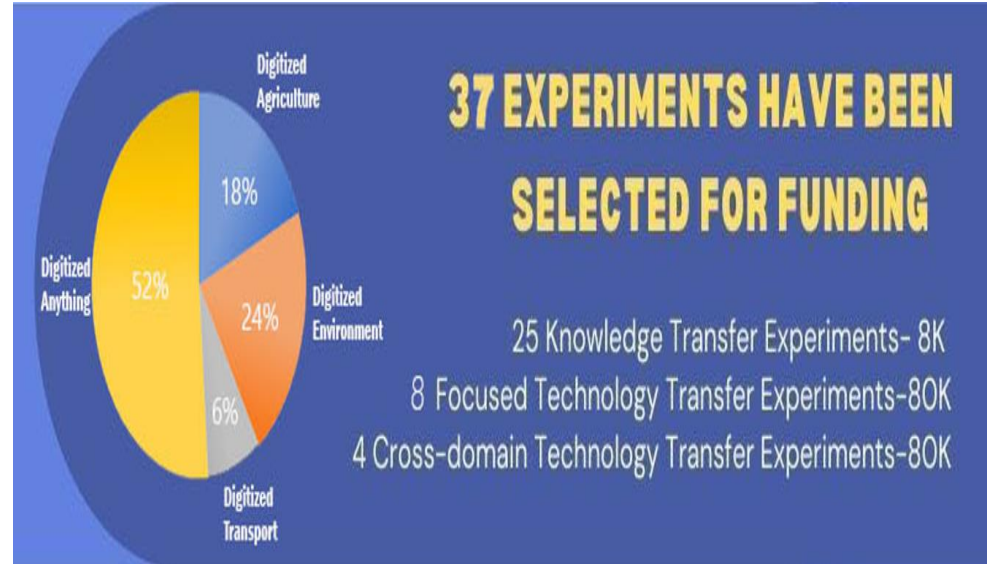 37 EXPERIMENTS HAVE BEEN
SELECTED FOR FUNDING
Digitized
Agriculture
18%
Digitized
Anything
52%
24%
Digitized
Environment
6%
Digitized
Transport
25 Knowledge Transfer Experiments- 8K
8 Focused Technology Transfer Experiments-80K
4 Cross-domain Technology Transfer Experiments-80K